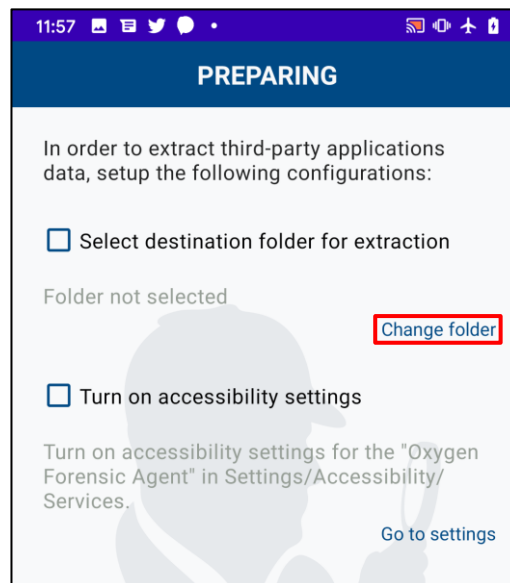 11:57
PREPARING
In order to extract third-party applications
data, setup the following configurations:
Select destination folder for extraction
Folder not selected
Change folder
Turn on accessibility settings
Turn on accessibility settings for the "Oxygen
Forensic Agent" in Settings/Accessibility/
Services.
Go to settings